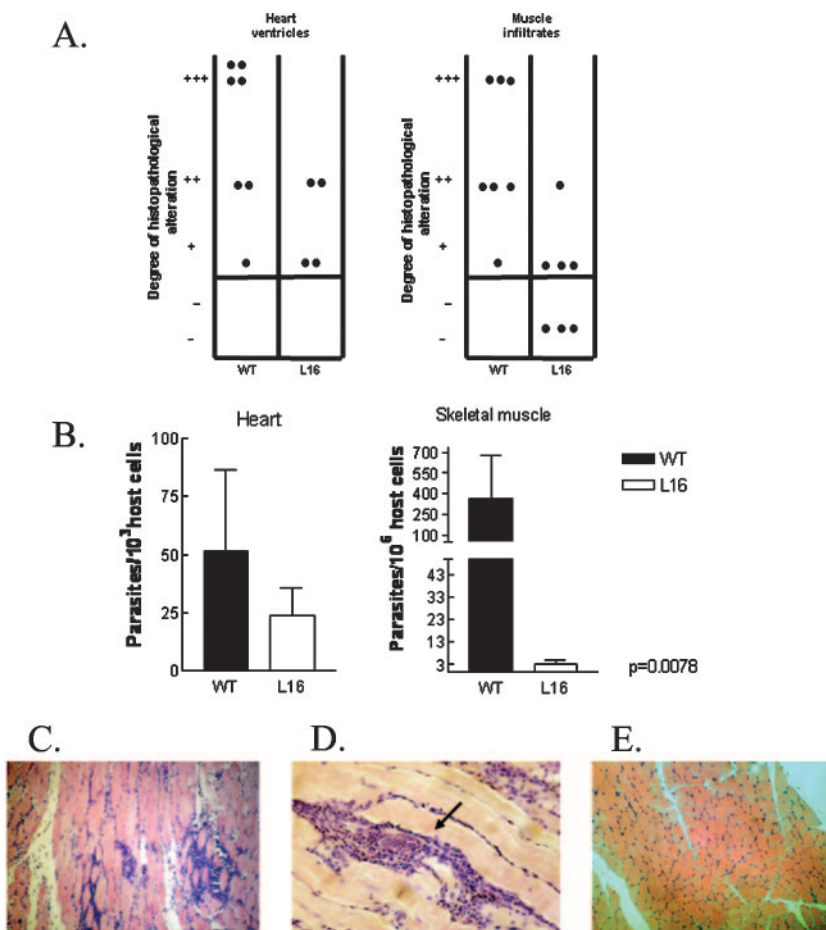 A.
Heart
ventricles
Degree of histopathological
alteration
+++
++
+
–
–
WT L16
Muscle
infiltrates
Degree of histopathological
alteration
+++
++
+
–
–
WT L16
B.
Heart
Parasites/10³host cells
100
75
50
25
0
WT L16
Skeletal muscle
Parasites/10⁶ host cells
700
550
400
250
100
43
33
23
13
3
WT L16
WT
L16
p=0.0078
C.
D.
E.